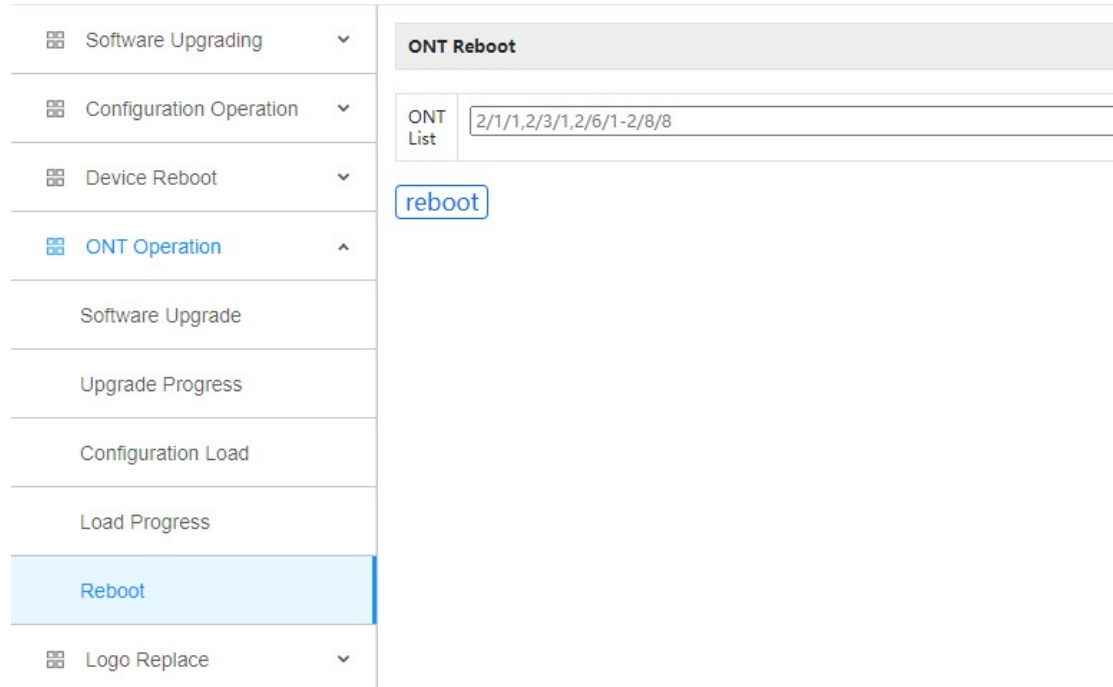 Software Upgrading
Configuration Operation
Device Reboot
ONT Operation
Software Upgrade
Upgrade Progress
Configuration Load
Load Progress
Reboot
Logo Replace
ONT Reboot
ONT
List
2/1/1,2/3/1,2/6/1-2/8/8
reboot